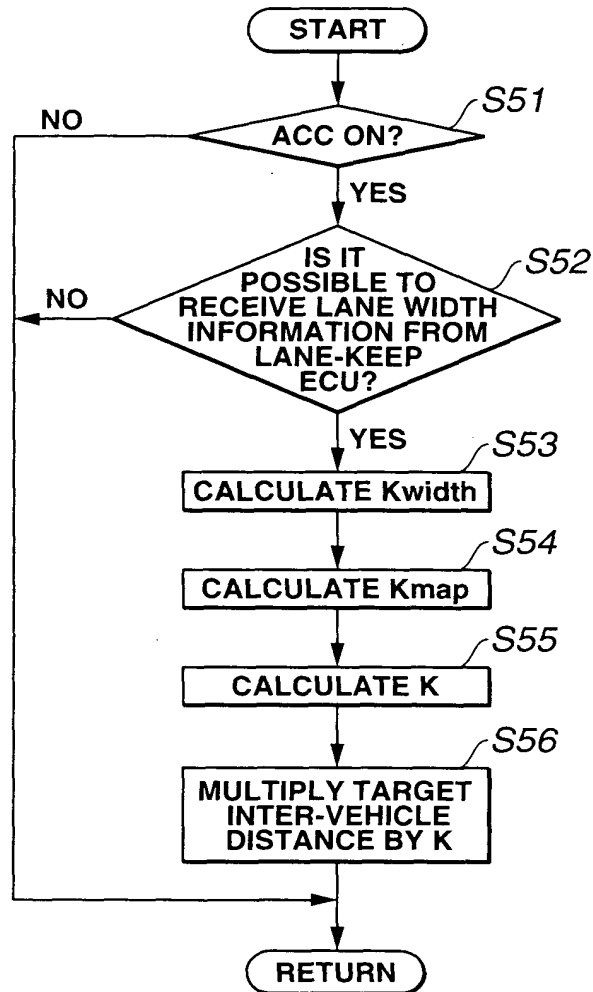 START
S51
NO
ACC ON?
YES
S52
NO
IS IT
POSSIBLE TO
RECEIVE LANE WIDTH
INFORMATION FROM
LANE-KEEP
ECU?
YES
S53
CALCULATE Kwidth
S54
CALCULATE Kmap
S55
CALCULATE K
S56
MULTIPLY TARGET
INTER-VEHICLE
DISTANCE BY K
RETURN